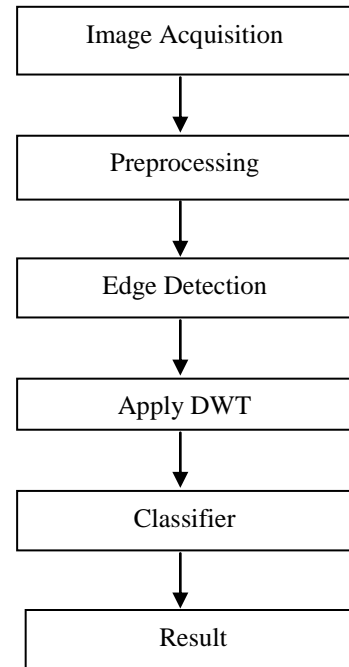 Image Acquisition
Preprocessing
Edge Detection
Apply DWT
Classifier
Result